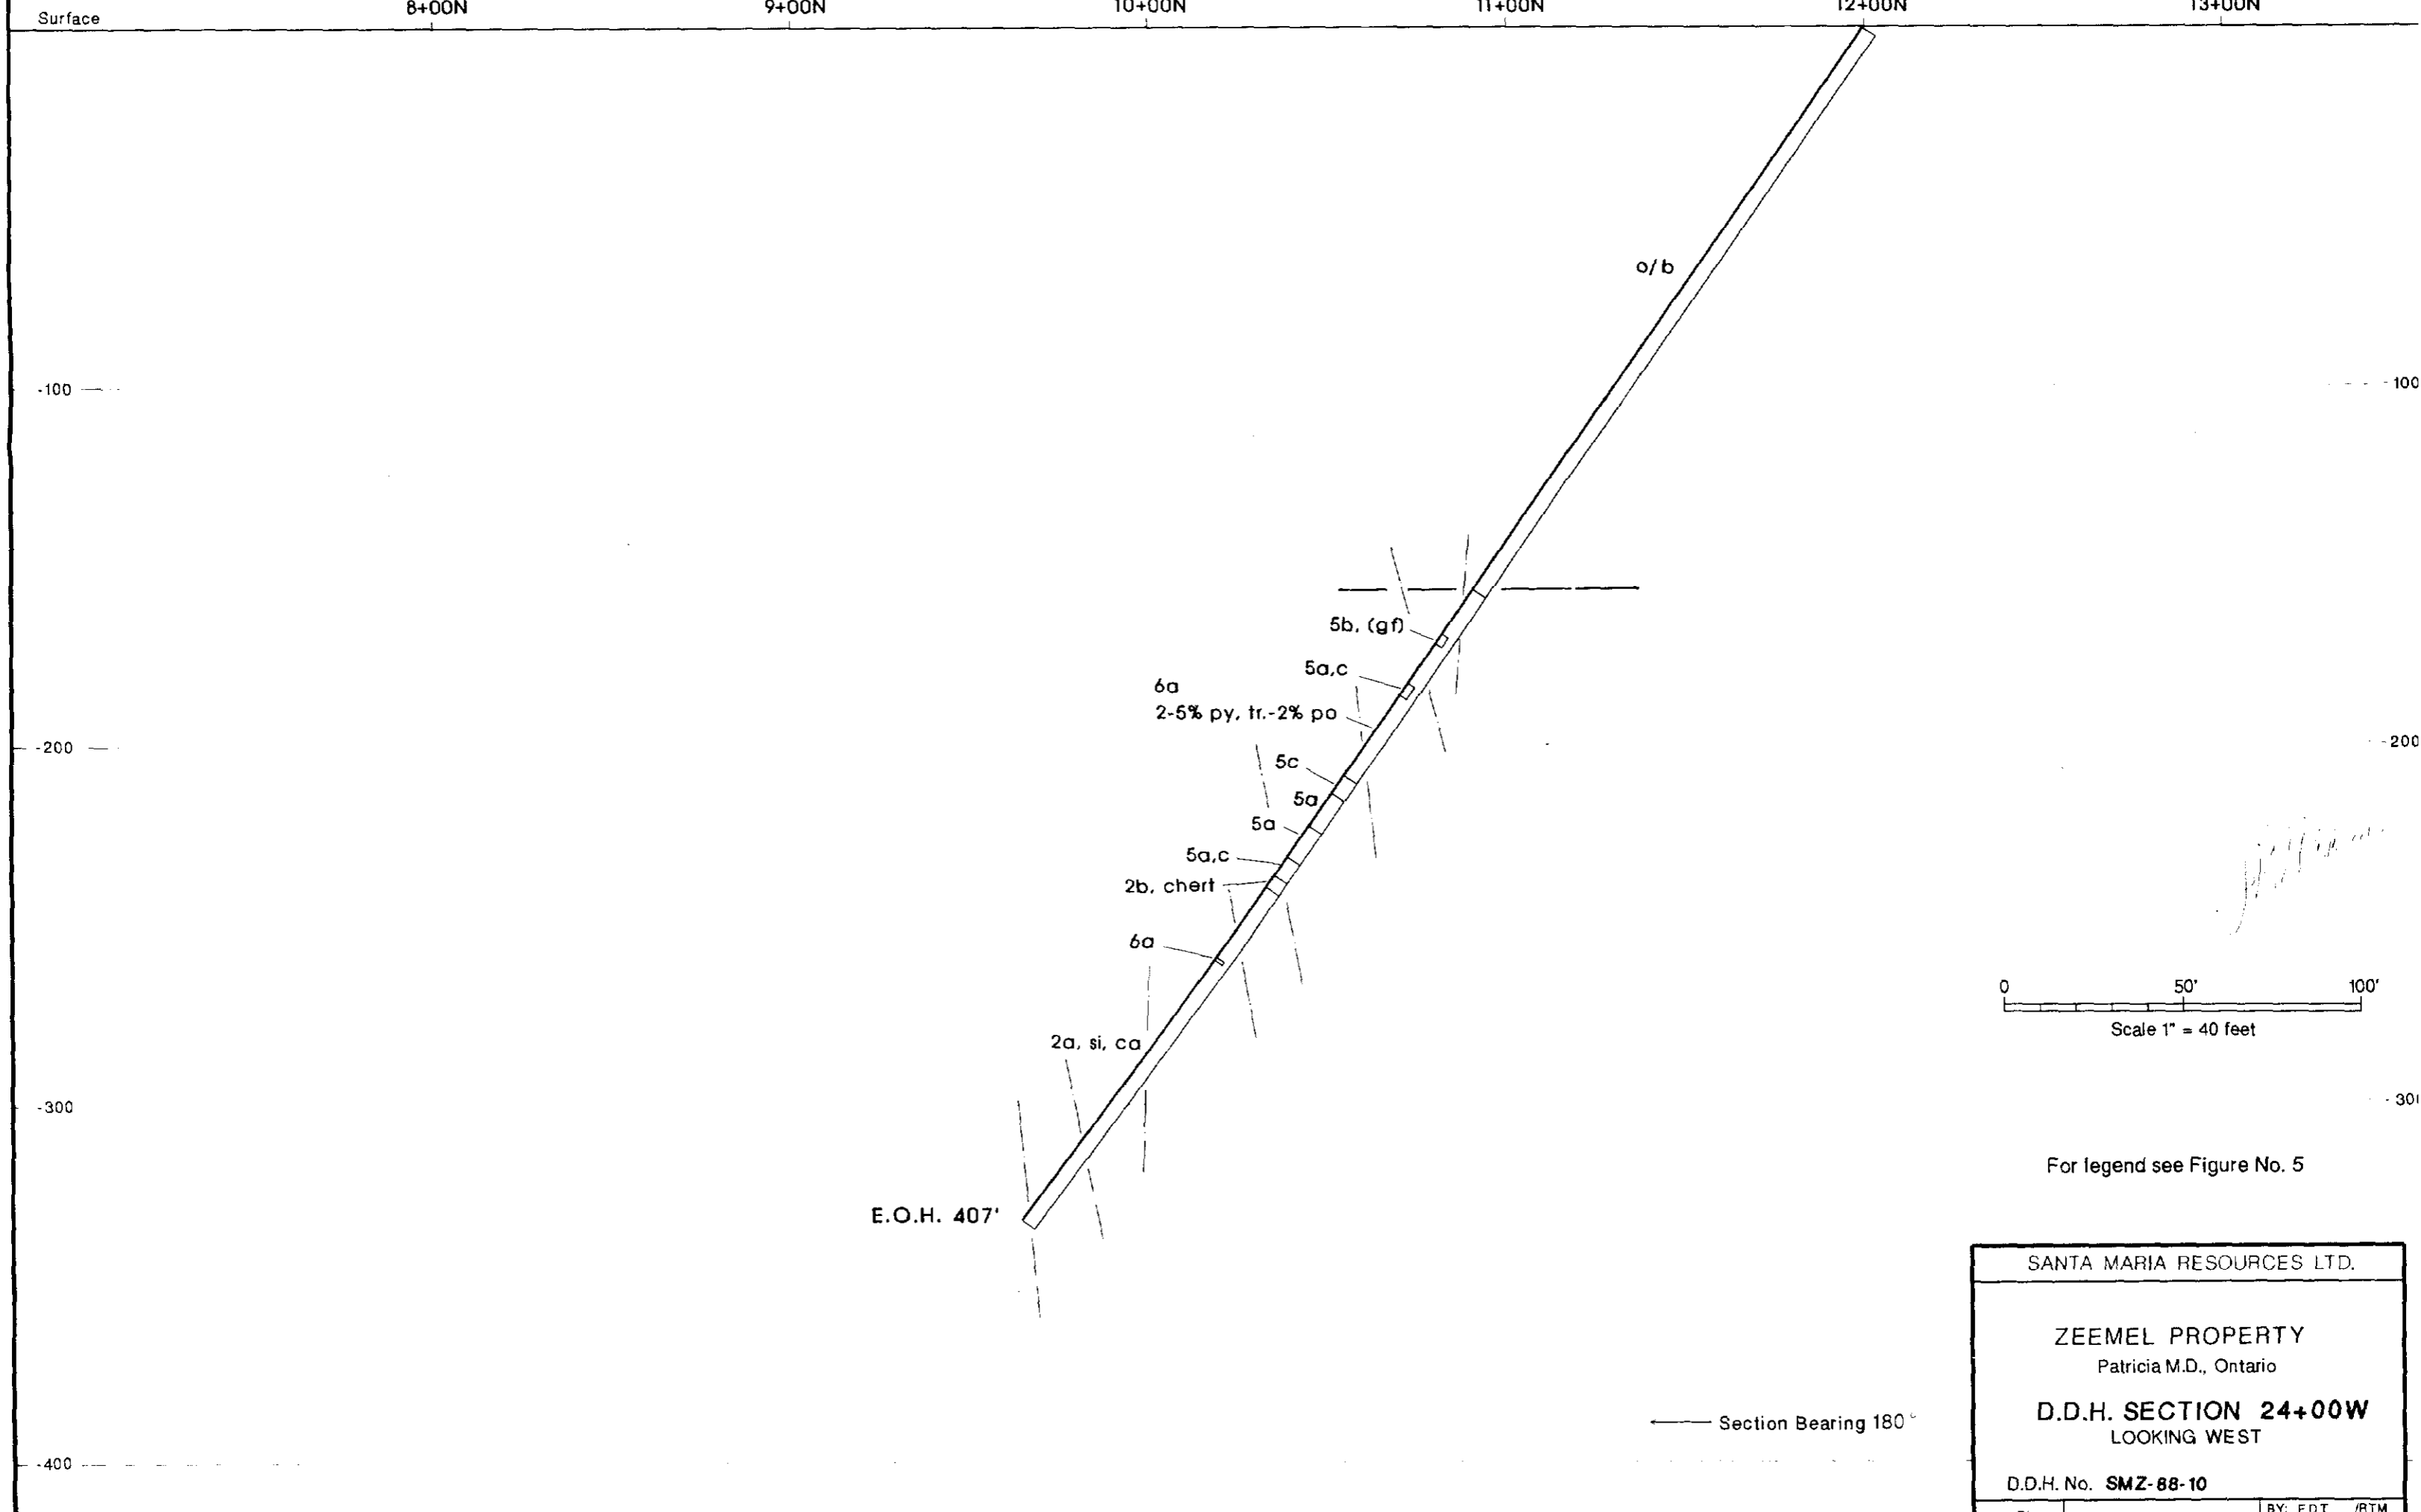 8+00N 9+00N 10+00N 11+00N 12+00N 13+00N
Surface
o/b
-100 -100
5b, (gf)
5a,c
6a
2-5% py, tr.-2% po
-200 -200
5c
5a
5a
5a,c
2b, chert
6a
0 50' 100'
Scale 1" = 40 feet
2a, si, ca
-300
For legend see Figure No. 5
E.O.H. 407'
SANTA MARIA RESOURCES LTD.
ZEEMEL PROPERTY
Patricia M.D., Ontario
D.D.H. SECTION 24+00W
LOOKING WEST
Section Bearing 180°
-400
D.D.H. No. SMZ-88-10